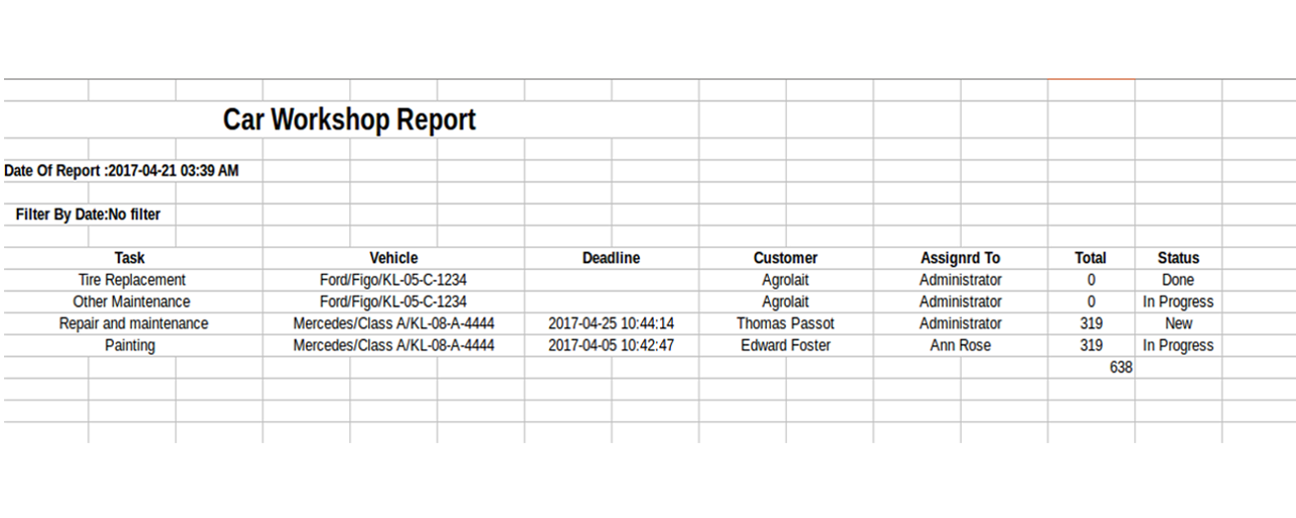 Car Workshop Report
Date Of Report :2017-04-21 03:39 AM
Filter By Date:No filter
Task Vehicle Deadline Customer Assignrd To Total Status
Tire Replacement Ford/Figo/KL-05-C-1234 Agrolait Administrator 0 Done
Other Maintenance Ford/Figo/KL-05-C-1234 Agrolait Administrator 0 In Progress
Repair and maintenance Mercedes/Class A/KL-08-A-4444 2017-04-25 10:44:14 Thomas Passot Administrator 319 New
Painting Mercedes/Class A/KL-08-A-4444 2017-04-05 10:42:47 Edward Foster Ann Rose 319 In Progress
638